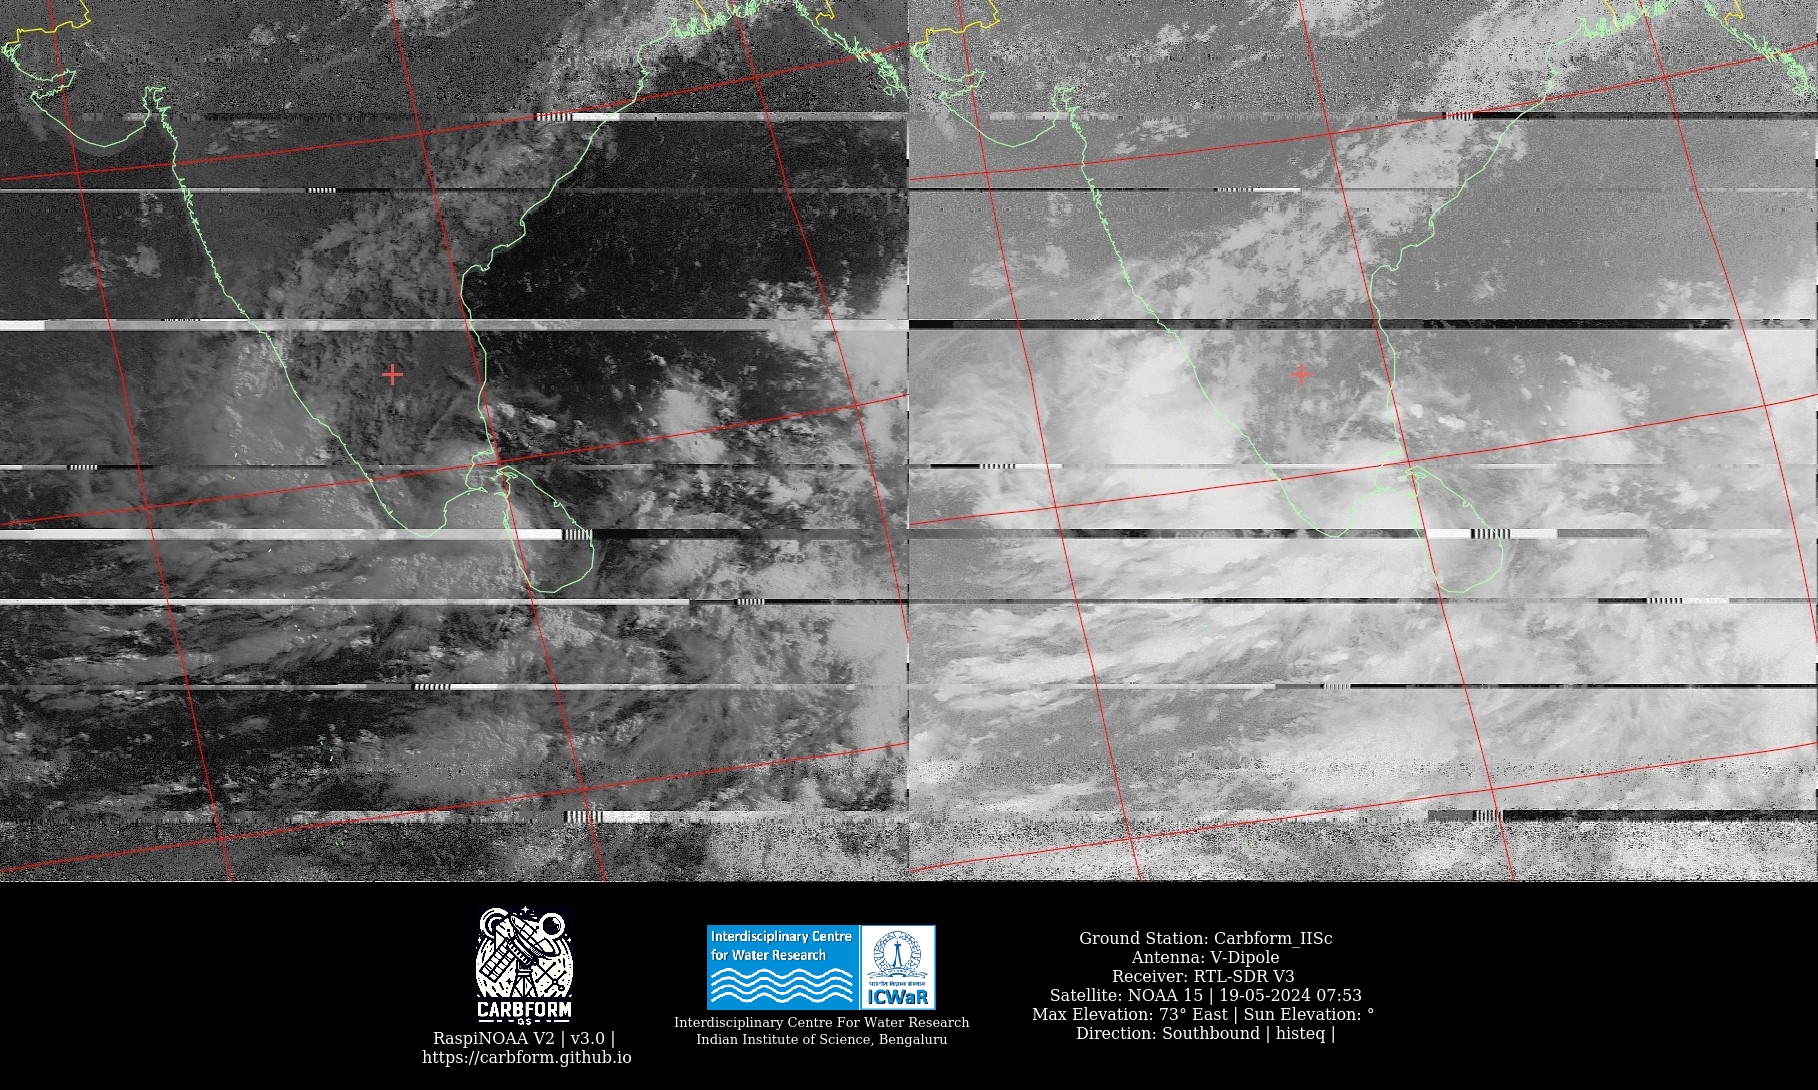 CARBFORM
GS
RaspiNOAA V2 | v3.0 |
https://carbform.github.io
Interdisciplinary Centre
for Water Research
ICWaR
Interdisciplinary Centre For Water Research
Indian Institute of Science, Bengaluru
Ground Station: Carbform_IISc
Antenna: V-Dipole
Receiver: RTL-SDR V3
Satellite: NOAA 15 | 19-05-2024 07:53
Max Elevation: 73° East | Sun Elevation: °
Direction: Southbound | histeq |